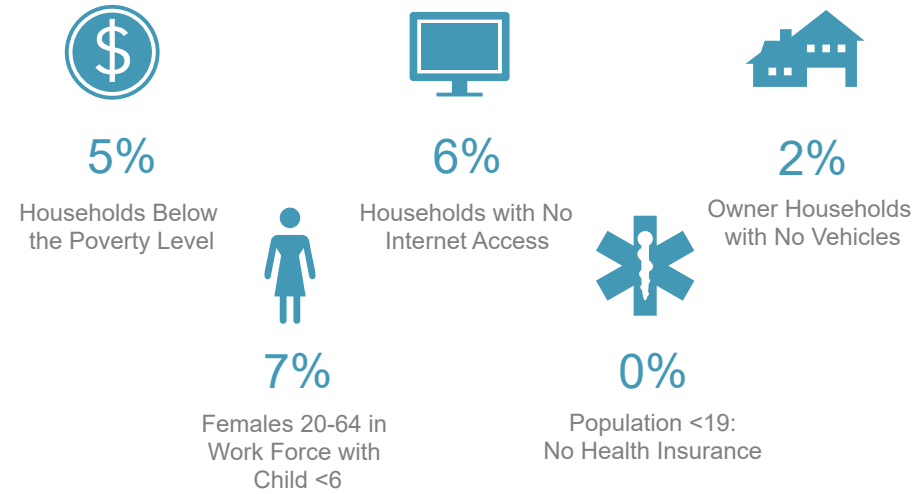 $
5%
Households Below
the Poverty Level
6%
Households with No
Internet Access
2%
Owner Households
with No Vehicles
7%
Females 20-64 in
Work Force with
Child <6
0%
Population <19:
No Health Insurance